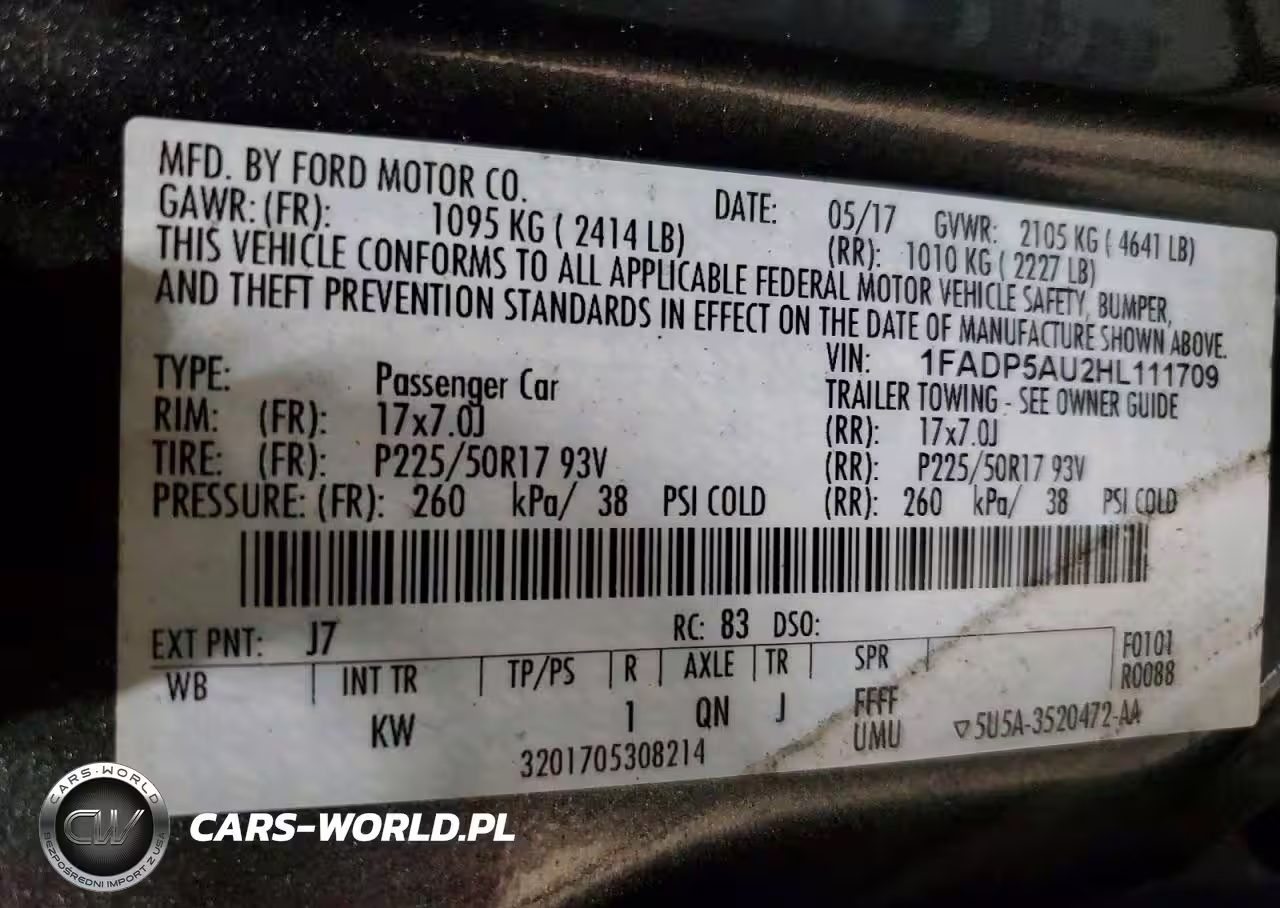 MFD. BY FORD MOTOR CO. DATE: 05/17 GVWR: 2105 KG ( 4641 LB)
GAWR: (FR): 1095 KG ( 2414 LB) (RR): 1010 KG ( 2227 LB)
THIS VEHICLE CONFORMS TO ALL APPLICABLE FEDERAL MOTOR VEHICLE SAFETY, BUMPER,
AND THEFT PREVENTION STANDARDS IN EFFECT ON THE DATE OF MANUFACTURE SHOWN ABOVE.
VIN: 1FADP5AU2HL111709
TYPE: Passenger Car TRAILER TOWING - SEE OWNER GUIDE
RIM: (FR): 17x7.0J (RR): 17x7.0J
TIRE: (FR): P225/50R17 93V (RR): P225/50R17 93V
PRESSURE: (FR): 260 kPa/ 38 PSI COLD (RR): 260 kPa/ 38 PSI COLD
EXT PNT: J7 RC: 83 DSO:
WB INT TR TP/PS R AXLE TR SPR F0101
R0088
KW 1 QN J FFFF
UMU
3201705308214 ▽5U5A-3520472-AA
CARS-WORLD
CW
BEZPOŚREDNI IMPORT Z USA
CARS-WORLD.PL